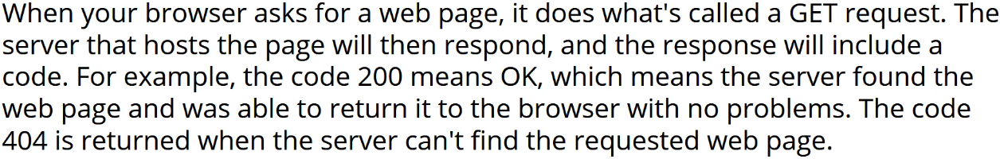 When your browser asks for a web page, it does what's called a GET request. The
server that hosts the page will then respond, and the response will include a
code. For example, the code 200 means OK, which means the server found the
web page and was able to return it to the browser with no problems. The code
404 is returned when the server can't find the requested web page.